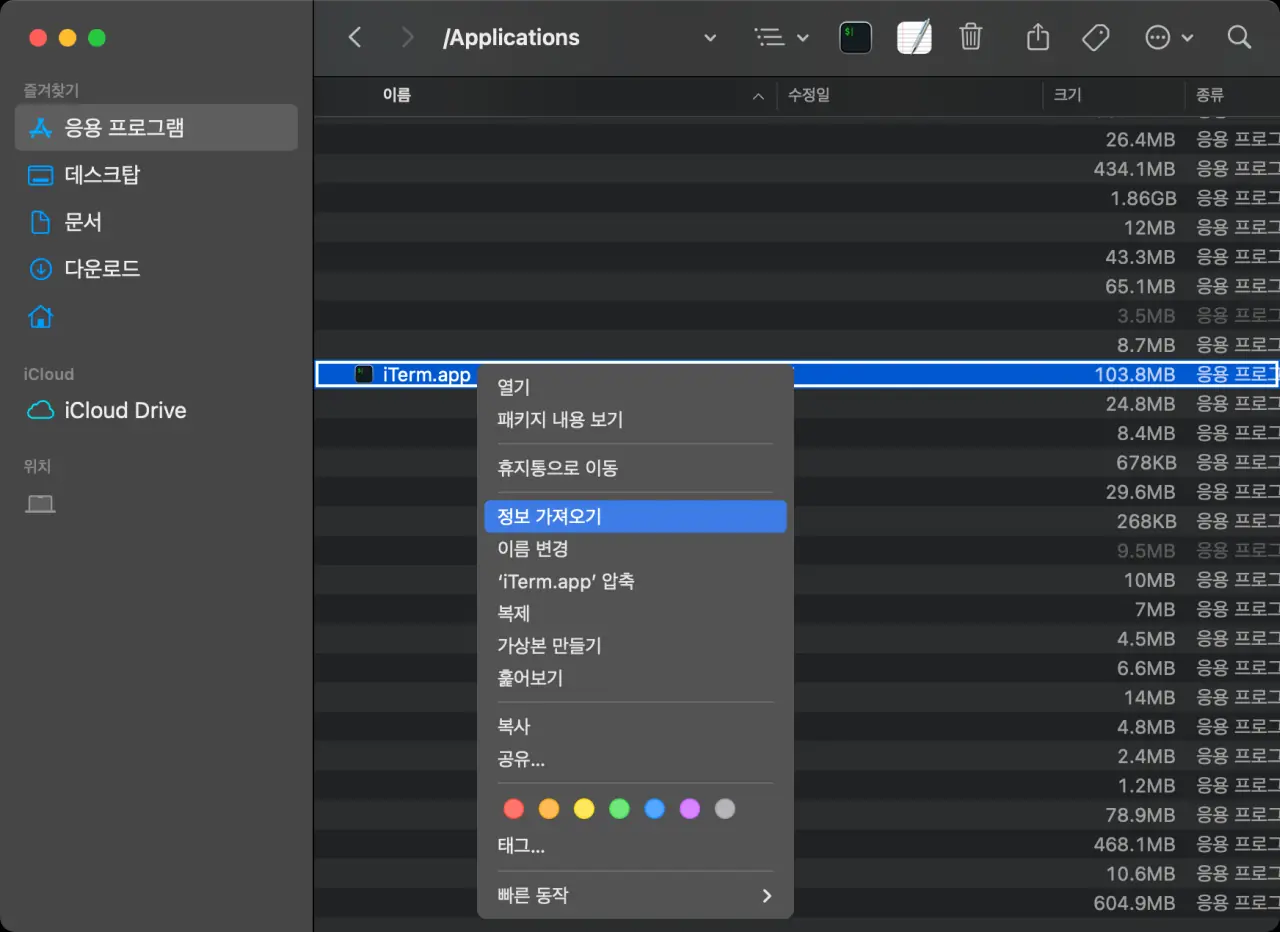 /Applications
즐겨찾기
응용 프로그램
데스크탑
문서
다운로드
iCloud
iCloud Drive
위치
이름 수정일 크기 종류
26.4MB 응용 프로그
434.1MB 응용 프로그
1.86GB 응용 프로그
12MB 응용 프로그
43.3MB 응용 프로그
65.1MB 응용 프로그
3.5MB 응용 프로그
8.7MB 응용 프로그
iTerm.app 103.8MB 응용 프로그
24.8MB 응용 프로그
8.4MB 응용 프로그
678KB 응용 프로그
29.6MB 응용 프로그
268KB 응용 프로그
9.5MB 응용 프로그
10MB 응용 프로그
7MB 응용 프로그
4.5MB 응용 프로그
6.6MB 응용 프로그
14MB 응용 프로그
4.8MB 응용 프로그
2.4MB 응용 프로그
1.2MB 응용 프로그
78.9MB 응용 프로그
468.1MB 응용 프로그
10.6MB 응용 프로그
604.9MB 응용 프로그
열기
패키지 내용 보기
휴지통으로 이동
정보 가져오기
이름 변경
‘iTerm.app’ 압축
복제
가상본 만들기
훑어보기
복사
공유...
태그...
빠른 동작